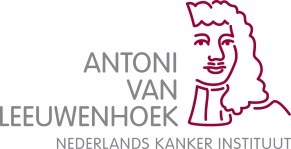 ANTONI
VAN
LEEUWENHOEK
NEDERLANDS KANKER INSTITUUT